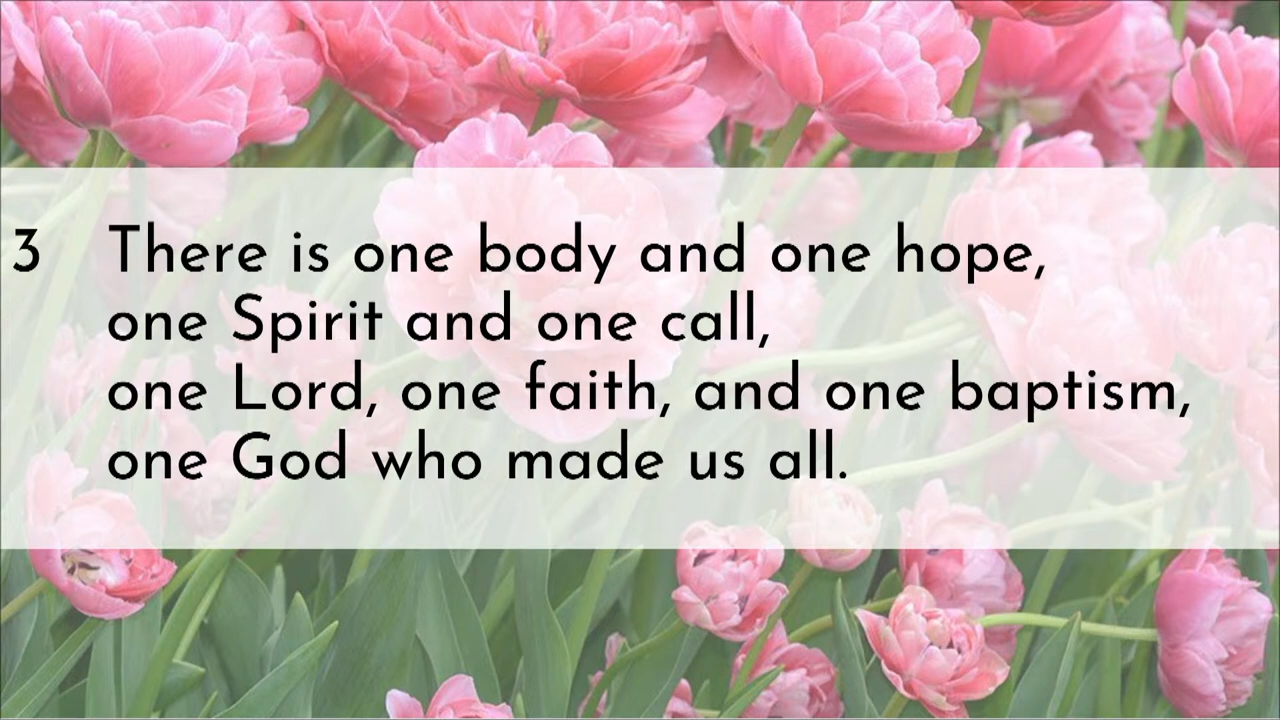 3 There is one body and one hope,
one Spirit and one call,
one Lord, one faith, and one baptism,
one God who made us all.